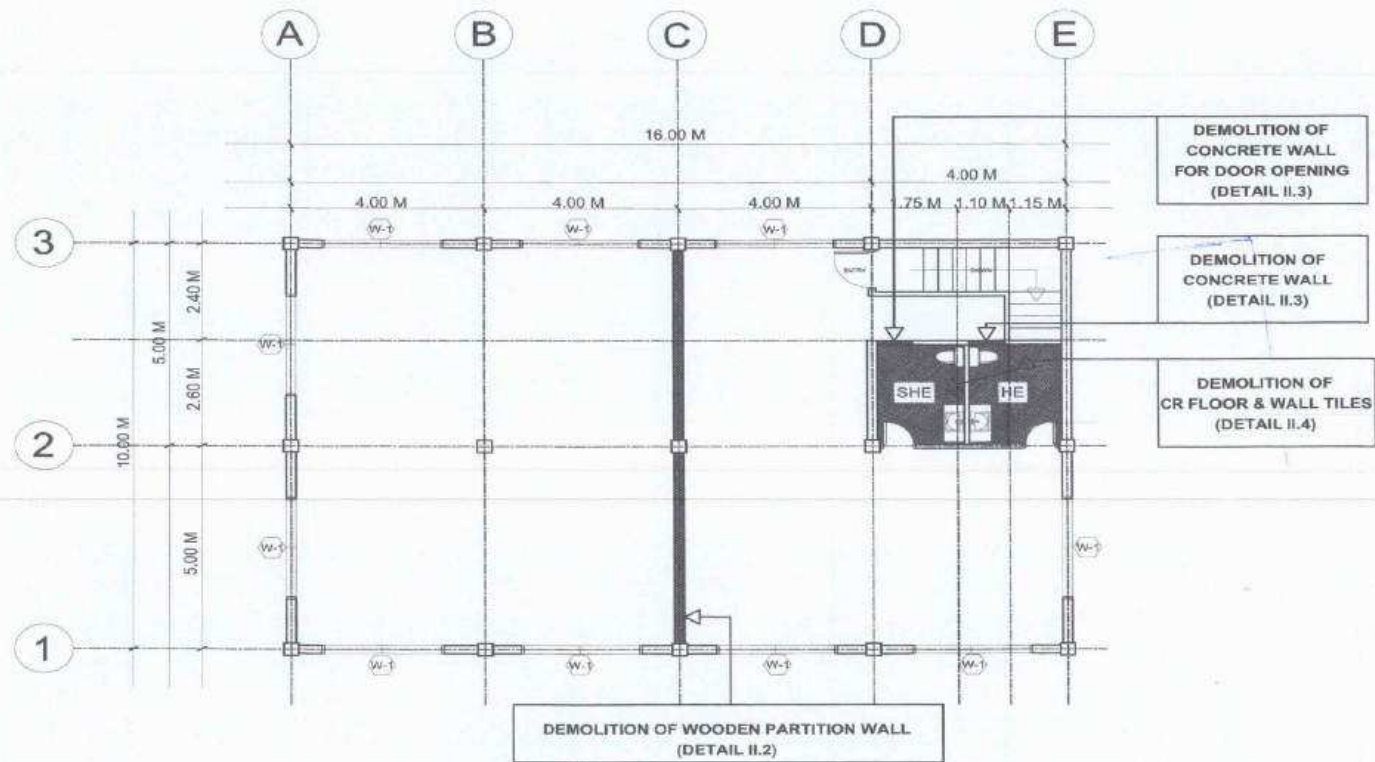 A B C D E
16.00 M
DEMOLITION OF
CONCRETE WALL
FOR DOOR OPENING
(DETAIL II.3)
4.00 M
4.00 M 4.00 M 4.00 M 1.75 M 1.10 M 1.15 M
W-1 W-1 W-1
3
ENTRY
DOWN
DEMOLITION OF
CONCRETE WALL
(DETAIL II.3)
2.40 M
5.00 M
W-1
2.60 M
SHE HE
DEMOLITION OF
CR FLOOR & WALL TILES
(DETAIL II.4)
10.00 M
2
5.00 M
W-1 W-1
1
W-1 W-1 W-1 W-1
DEMOLITION OF WOODEN PARTITION WALL
(DETAIL II.2)